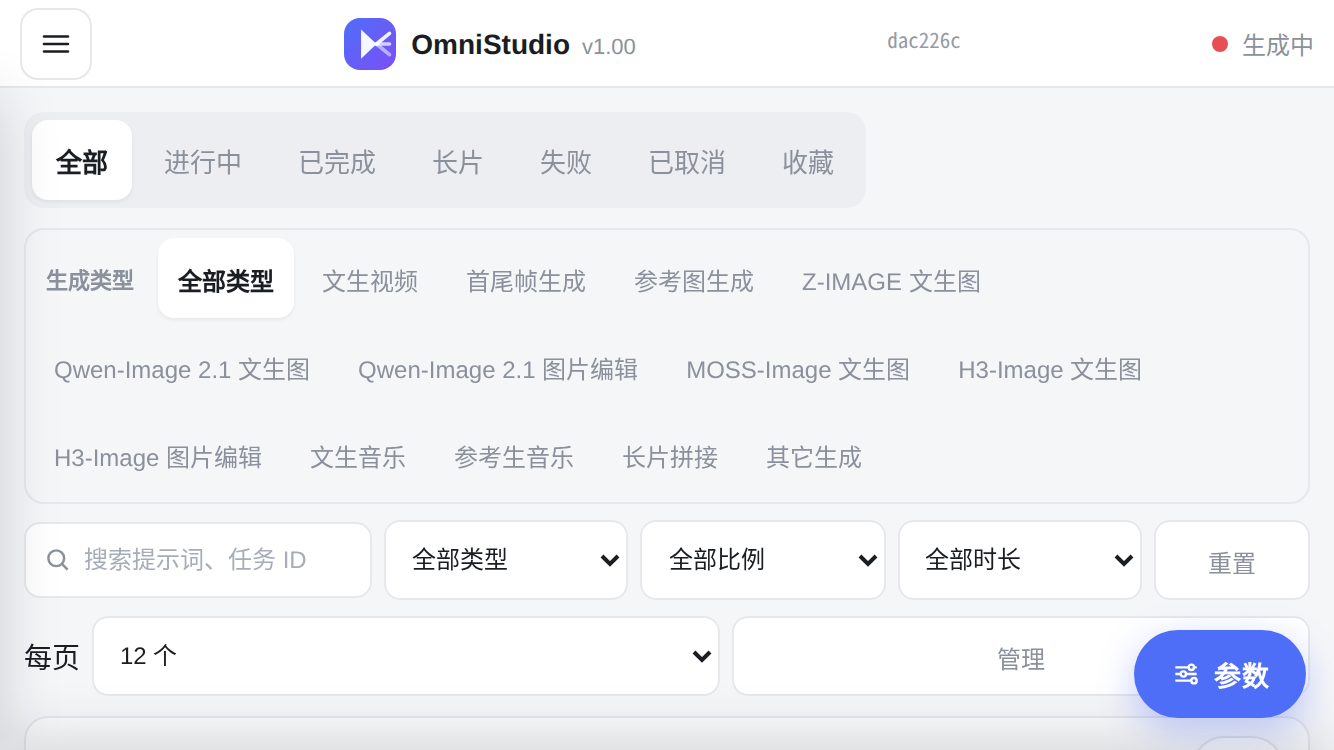 OmniStudio v1.00 dac226c 生成中
全部 进行中 已完成 长片 失败 已取消 收藏
生成类型 全部类型 文生视频 首尾帧生成 参考图生成 Z-IMAGE 文生图
Qwen-Image 2.1 文生图 Qwen-Image 2.1 图片编辑 MOSS-Image 文生图 H3-Image 文生图
H3-Image 图片编辑 文生音乐 参考生音乐 长片拼接 其它生成
搜索提示词、任务 ID 全部类型 全部比例 全部时长 重置
每页 12 个 管理 参数